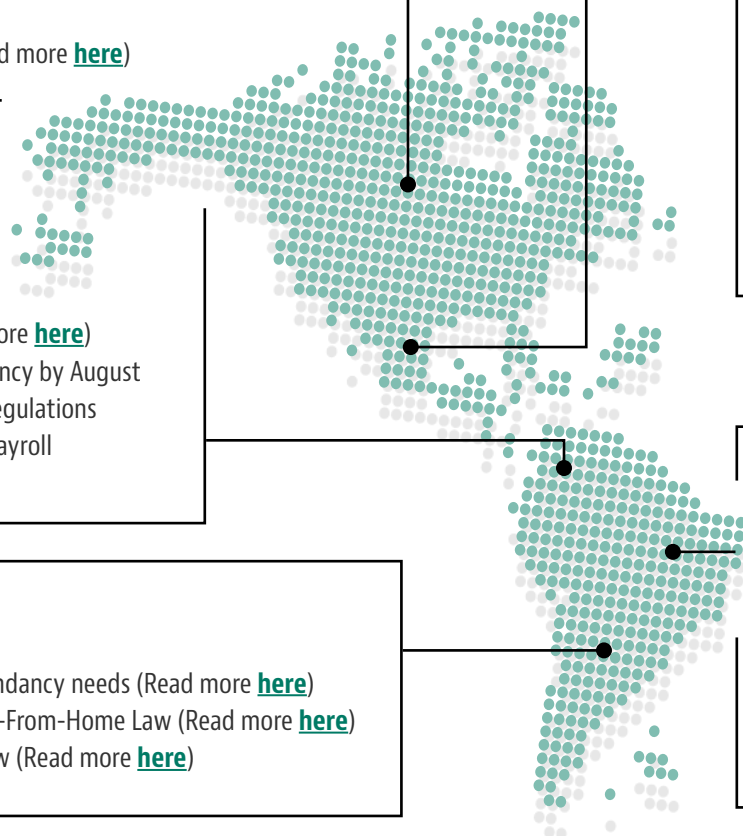 d more here)
ore here)
ncy by August
egulations
ayroll
ndancy needs (Read more here)
-From-Home Law (Read more here)
w (Read more here)